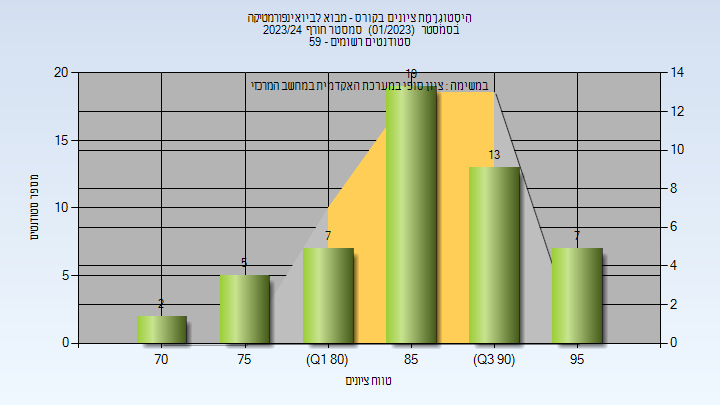 היסטוגרמת ציונים בקורס - מבוא לביואינפורמטיקה
בסמסטר (01/2023) סמסטר חורף 2023/24
סטודנטים רשומים - 59
במשימה : ציון סופי במערכת האקדמית במחשב המרכזי
מספר סטודנטים
20
15
10
5
0
14
12
10
8
6
4
2
0
2
5
7
19
13
7
70
75
(Q1 80)
85
(Q3 90)
95
טווח ציונים